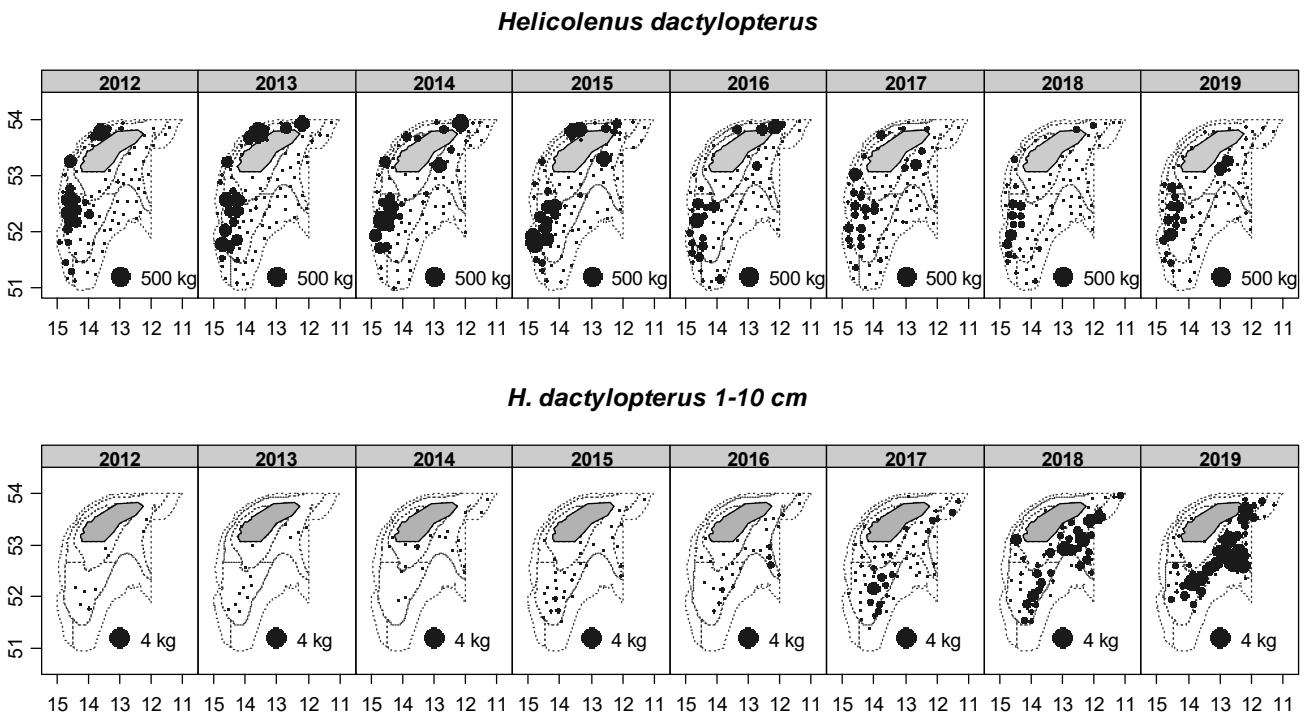 Helicolenus dactylopterus
2012 2013 2014 2015 2016 2017 2018 2019
54
53
52
51
500 kg 500 kg 500 kg 500 kg 500 kg 500 kg 500 kg 500 kg
15 14 13 12 11 15 14 13 12 11 15 14 13 12 11 15 14 13 12 11 15 14 13 12 11 15 14 13 12 11 15 14 13 12 11 15 14 13 12 11
H. dactylopterus 1-10 cm
2012 2013 2014 2015 2016 2017 2018 2019
54
53
52
51
4 kg 4 kg 4 kg 4 kg 4 kg 4 kg 4 kg 4 kg
15 14 13 12 11 15 14 13 12 11 15 14 13 12 11 15 14 13 12 11 15 14 13 12 11 15 14 13 12 11 15 14 13 12 11 15 14 13 12 11